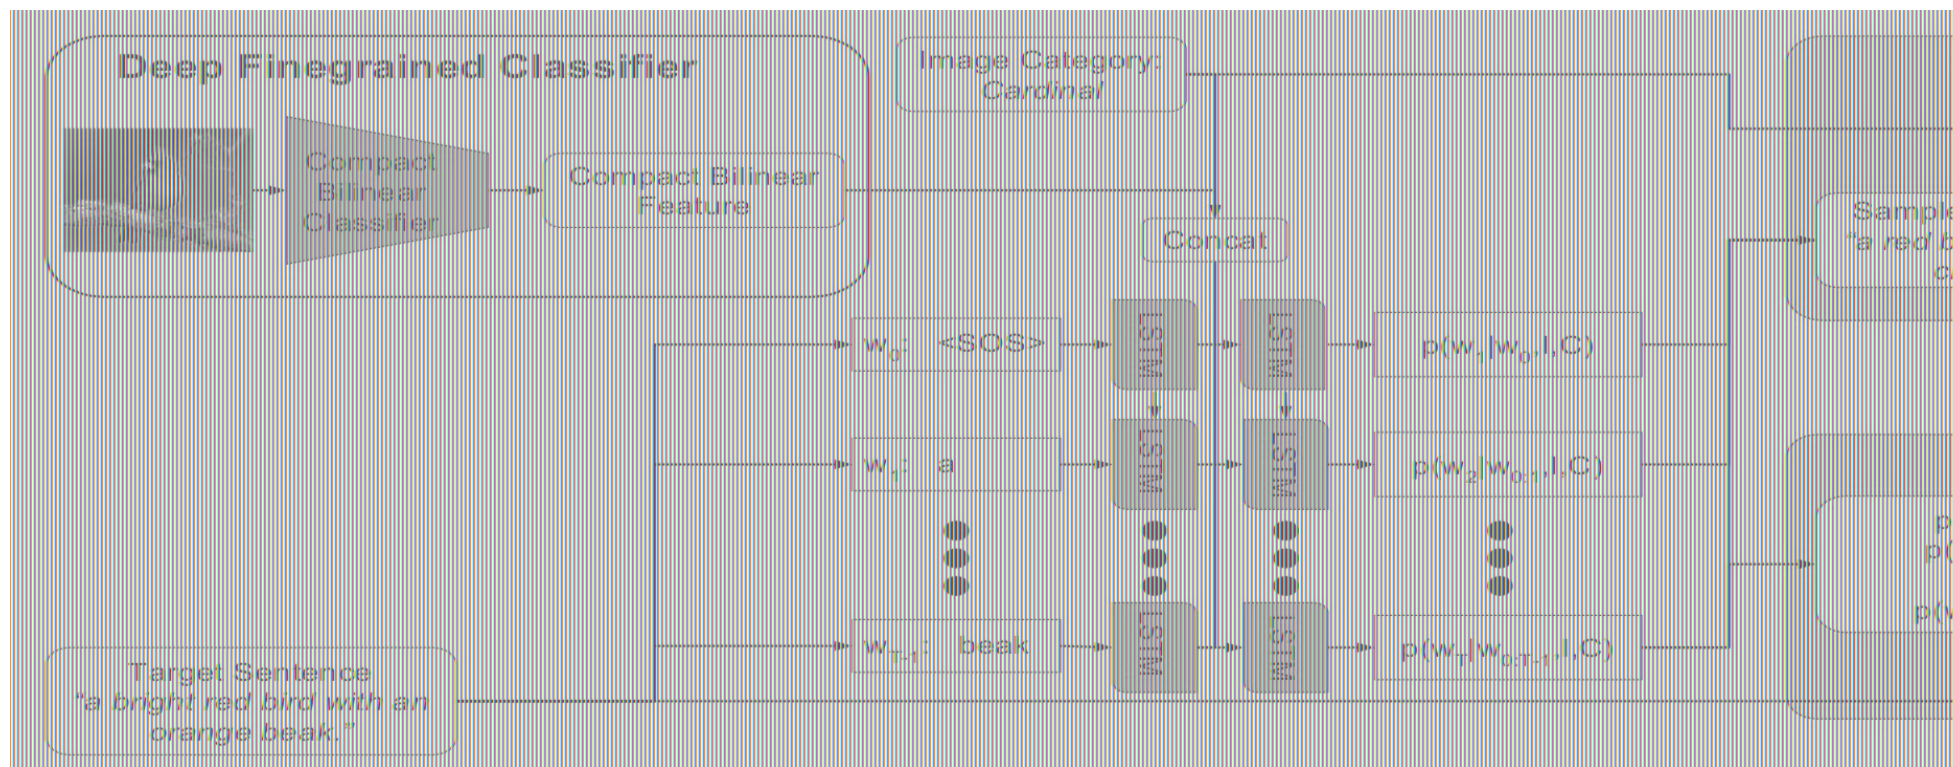 Deep Finegrained Classifier
Image Category:
Cardinal
Compact
Bilinear
Classifier
Compact Bilinear
Feature
Concat
Sample
"a red b
c
w0: <SOS>
LSTM
LSTM
p(w1|w0,I,C)
w1: a
LSTM
LSTM
p(w2|w0:1,I,C)
p
p(
p(w
wT-1: beak
LSTM
LSTM
p(wT|w0:T-1,I,C)
Target Sentence
"a bright red bird with an
orange beak."